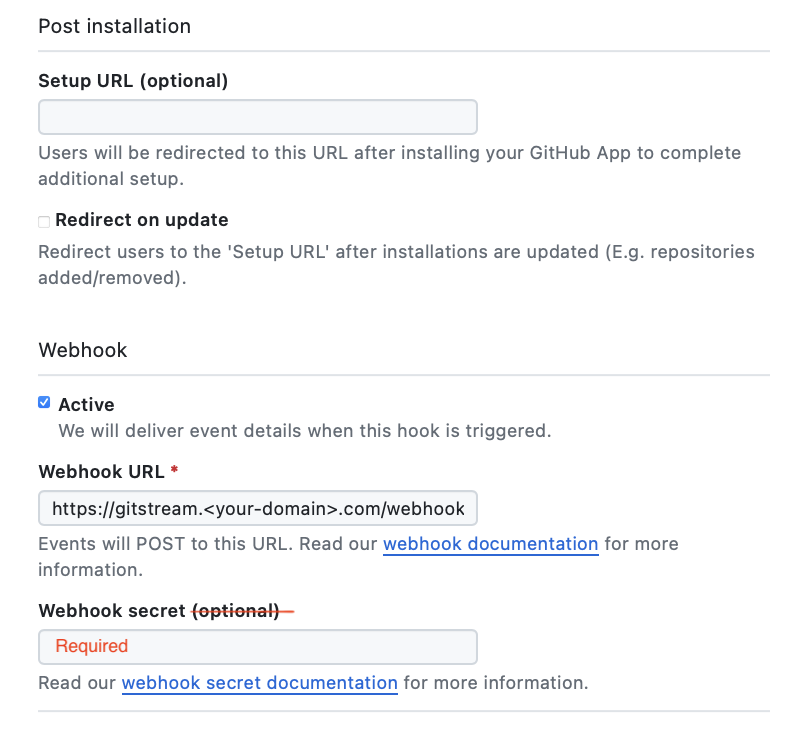 Post installation
Setup URL (optional)
Users will be redirected to this URL after installing your GitHub App to complete
additional setup.
Redirect on update
Redirect users to the 'Setup URL' after installations are updated (E.g. repositories
added/removed).
Webhook
Active
We will deliver event details when this hook is triggered.
Webhook URL *
https://gitstream.<your-domain>.com/webhook
Events will POST to this URL. Read our webhook documentation for more
information.
Webhook secret (optional)
Required
Read our webhook secret documentation for more information.